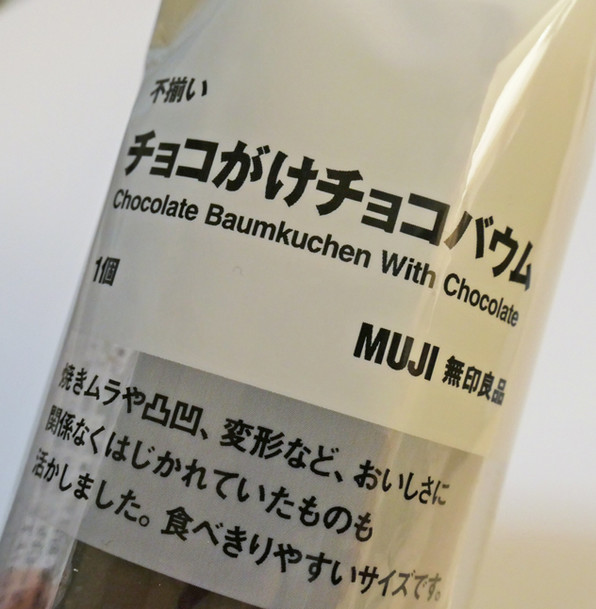 不揃い
チョコがけチョコバウム
Chocolate Baumkuchen With Chocolate
1個
MUJI 無印良品
焼きムラや凸凹、変形など、おいしさに
関係なくはじかれていたものも
活かしました。食べきりやすいサイズです。